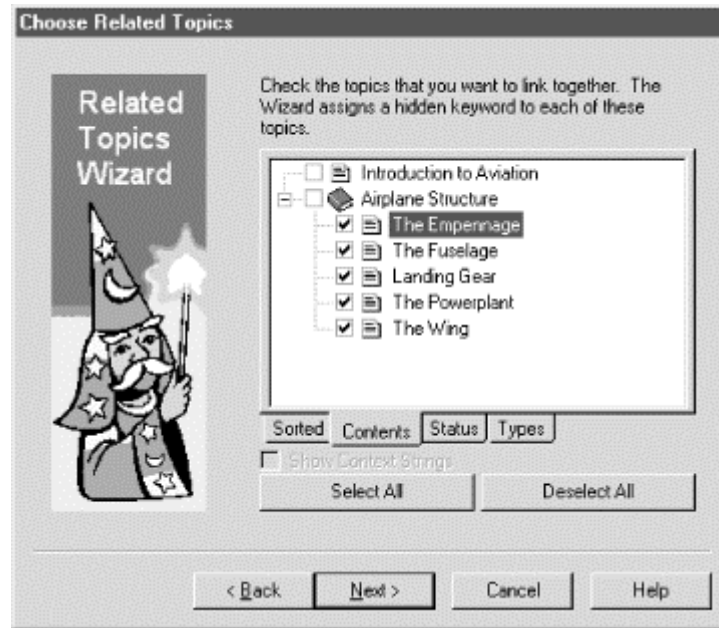 Choose Related Topics
Related
Topics
Wizard
Check the topics that you want to link together. The
Wizard assigns a hidden keyword to each of these
topics.
Introduction to Aviation
Airplane Structure
The Empennage
The Fuselage
Landing Gear
The Powerplant
The Wing
Sorted Contents Status Types
Show Context Strings
Select All Deselect All
< Back Next > Cancel Help